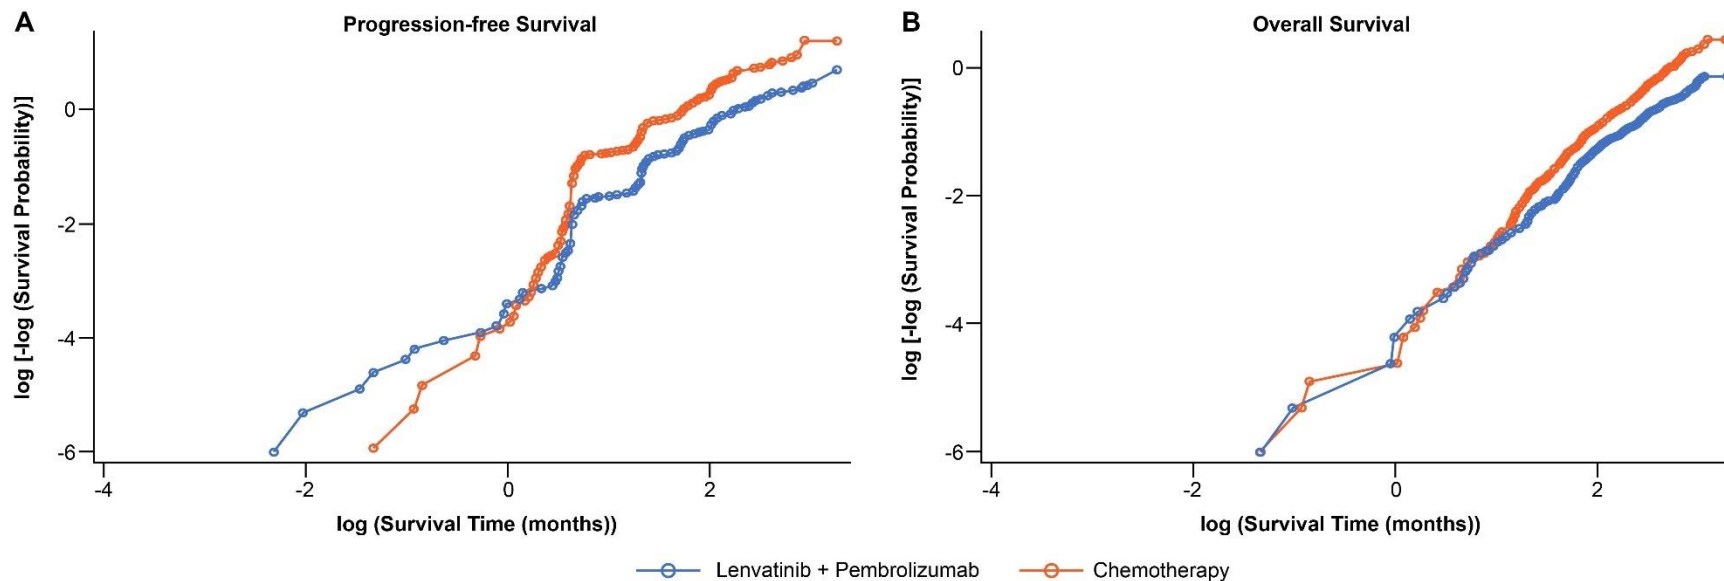 A
Progression-free Survival
log [-log (Survival Probability)]
0
-2
-4
-6
-4
-2
0
2
log (Survival Time (months))
B
Overall Survival
log [-log (Survival Probability)]
0
-2
-4
-6
-4
-2
0
2
log (Survival Time (months))
Lenvatinib + Pembrolizumab
Chemotherapy